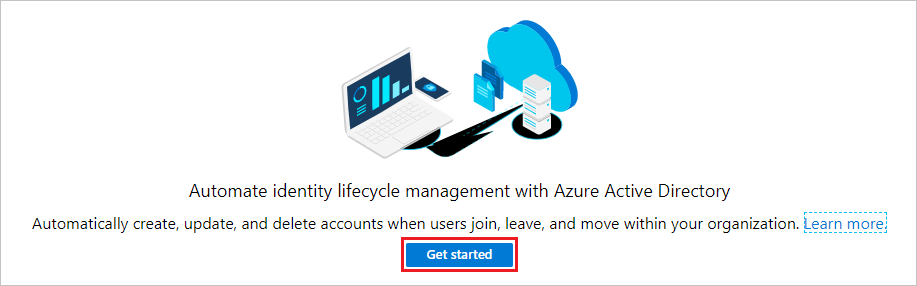 Automate identity lifecycle management with Azure Active Directory
Automatically create, update, and delete accounts when users join, leave, and move within your organization. Learn more.
Get started